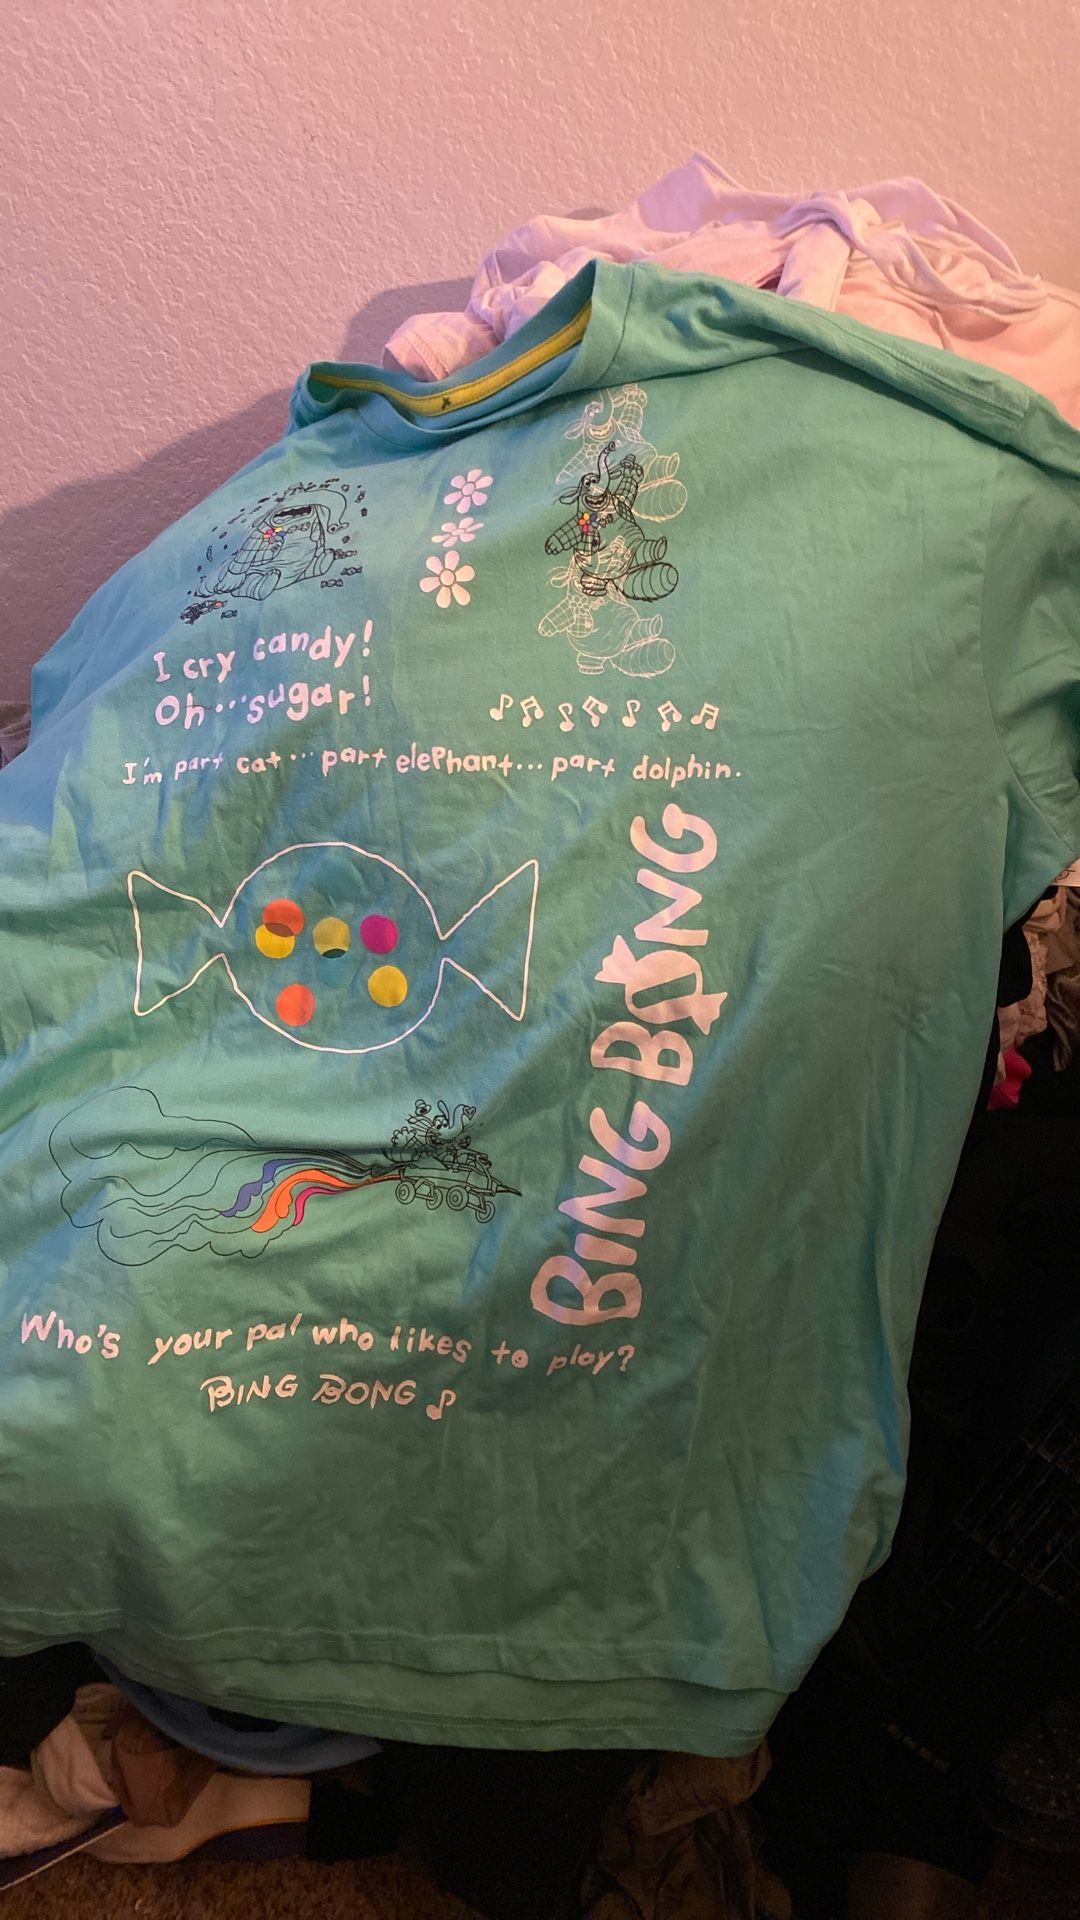 I cry candy!
Oh...sugar!
I'm part cat... part elephant... part dolphin.
BING BONG
Who's your pal who likes to play?
BING BONG